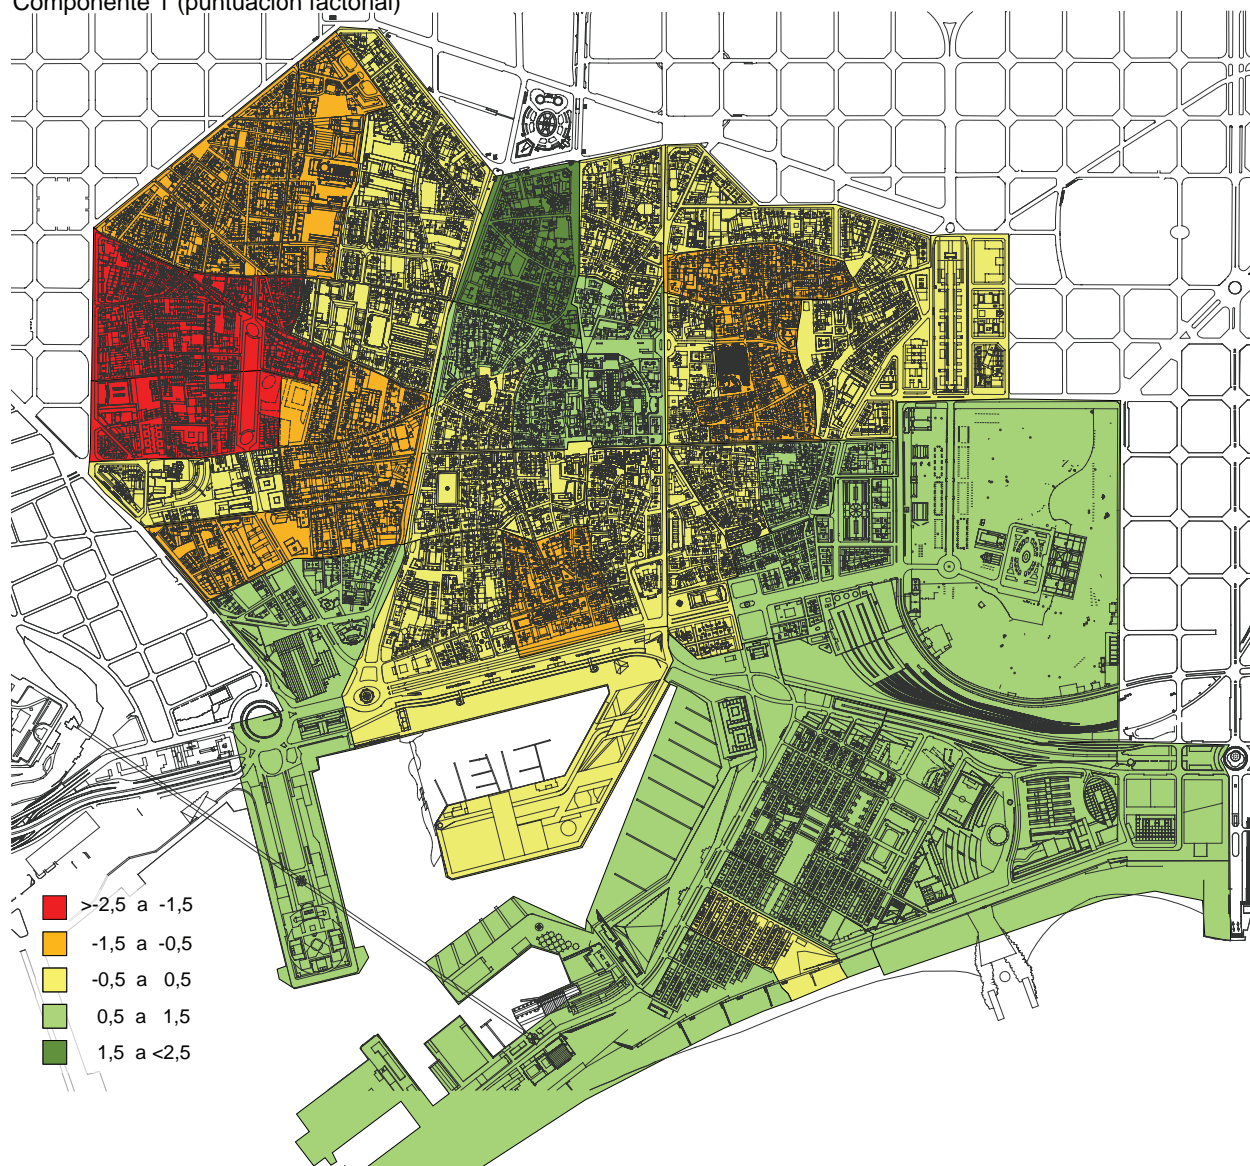 Componente 1 (puntuación factorial)
>-2,5 a -1,5
-1,5 a -0,5
-0,5 a 0,5
0,5 a 1,5
1,5 a <2,5